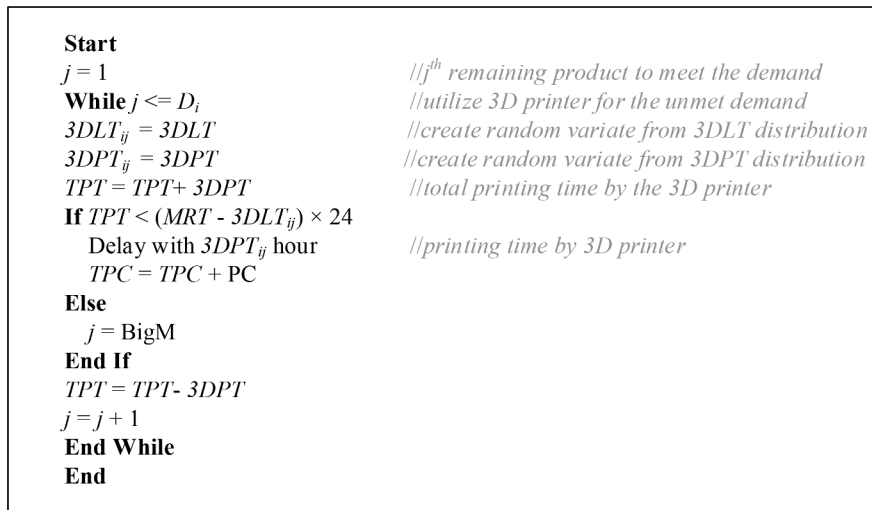 Start
j = 1 //jth remaining product to meet the demand
While j <= Di //utilize 3D printer for the unmet demand
3DLTij = 3DLT //create random variate from 3DLT distribution
3DPTij = 3DPT //create random variate from 3DPT distribution
TPT = TPT+ 3DPT //total printing time by the 3D printer
If TPT < (MRT - 3DLTij) × 24
Delay with 3DPTij hour //printing time by 3D printer
TPC = TPC + PC
Else
j = BigM
End If
TPT = TPT- 3DPT
j = j + 1
End While
End